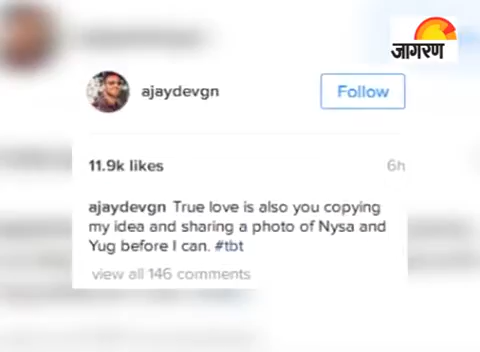 जागरण
ajaydevgn
Follow
11.9k likes
6h
ajaydevgn True love is also you copying
my idea and sharing a photo of Nysa and
Yug before I can. #tbt
view all 146 comments